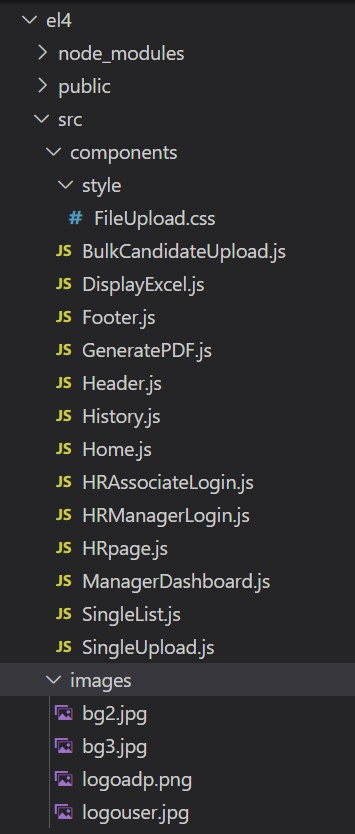 el4
node_modules
public
src
components
style
# FileUpload.css
JS BulkCandidateUpload.js
JS DisplayExcel.js
JS Footer.js
JS GeneratePDF.js
JS Header.js
JS History.js
JS Home.js
JS HRAssociateLogin.js
JS HRManagerLogin.js
JS HRpage.js
JS ManagerDashboard.js
JS SingleList.js
JS SingleUpload.js
images
bg2.jpg
bg3.jpg
logoadp.png
logouser.jpg